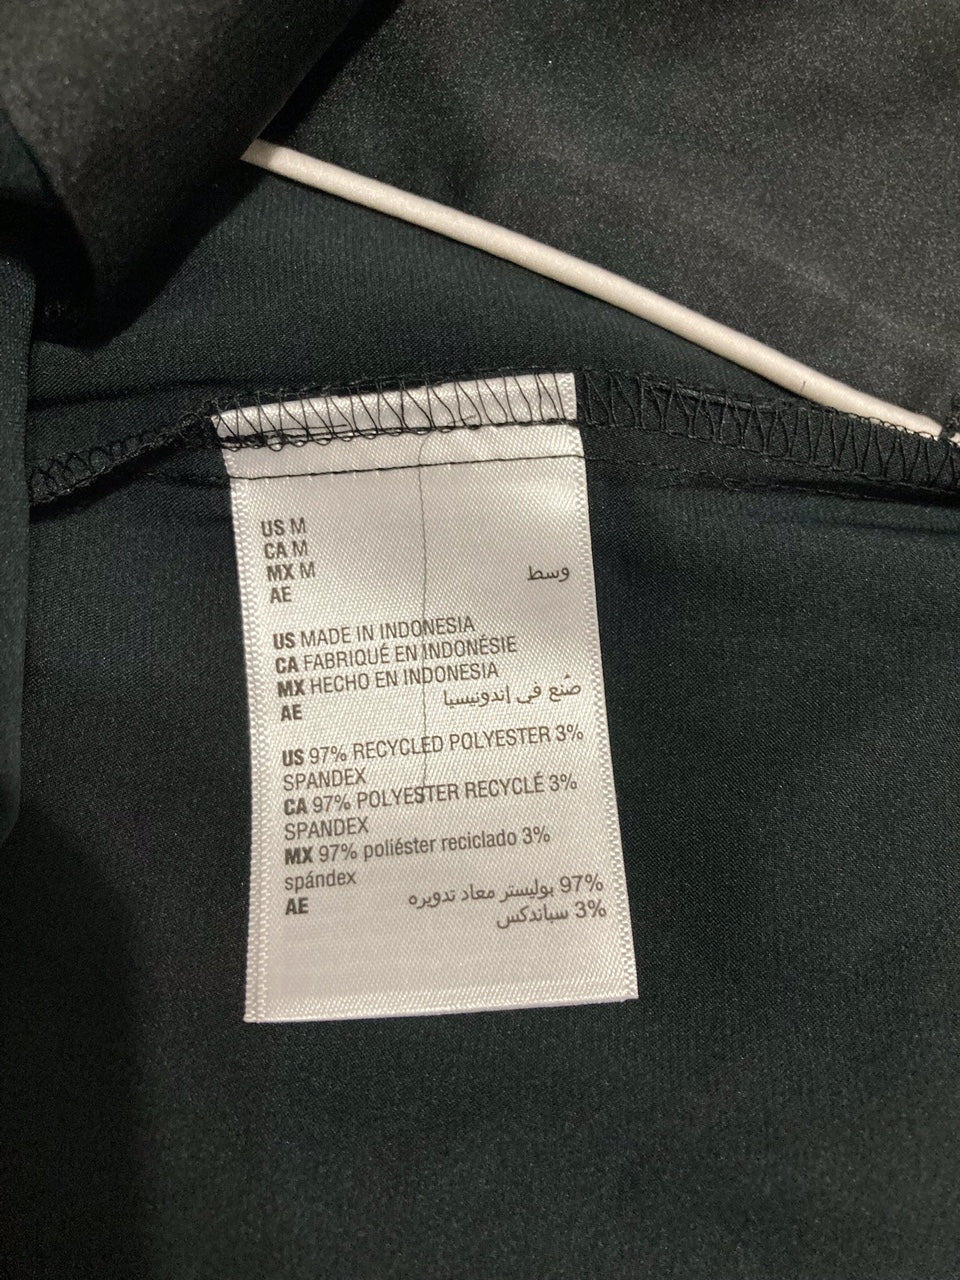 US M
CA M
MX M
AE وسط
US MADE IN INDONESIA
CA FABRIQUÉ EN INDONÉSIE
MX HECHO EN INDONESIA
AE صُنع في إندونيسيا
US 97% RECYCLED POLYESTER 3%
SPANDEX
CA 97% POLYESTER RECYCLÉ 3%
SPANDEX
MX 97% poliéster reciclado 3%
spándex
AE 97% بوليستر معاد تدويره
3% سباندكس